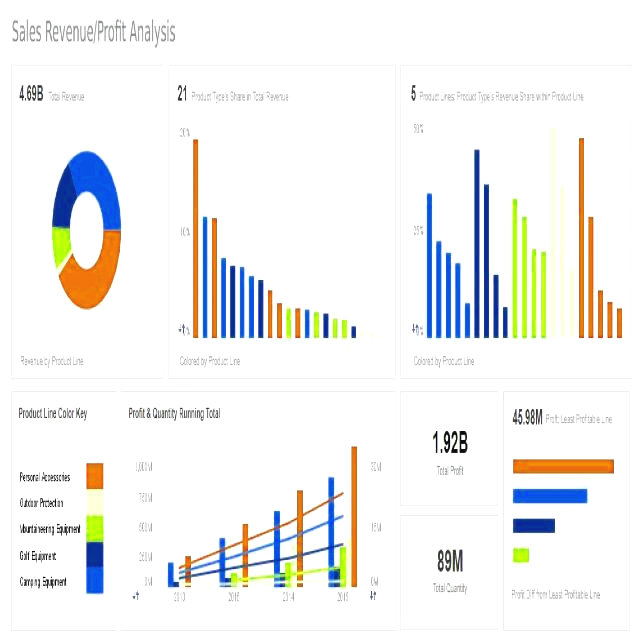 Sales Revenue/Profit Analysis
4.69B Total Revenue
21 Product Type's Share in Total Revenue
5 Product Lines' Product Type's Revenue Share within Product Line
20%
10%
50%
25%
Revenue by Product Line
Colored by Product Line
Colored by Product Line
Product Line Color Key
Personal Accessories
Outdoor Protection
Mountaineering Equipment
Golf Equipment
Camping Equipment
Profit & Quantity Running Total
1,000M
750M
500M
250M
0M
30M
15M
0M
2014
1.92B
Total Profit
89M
Total Quantity
45.98M Profit: Least Profitable Line
Profit Diff from Least Profitable Line